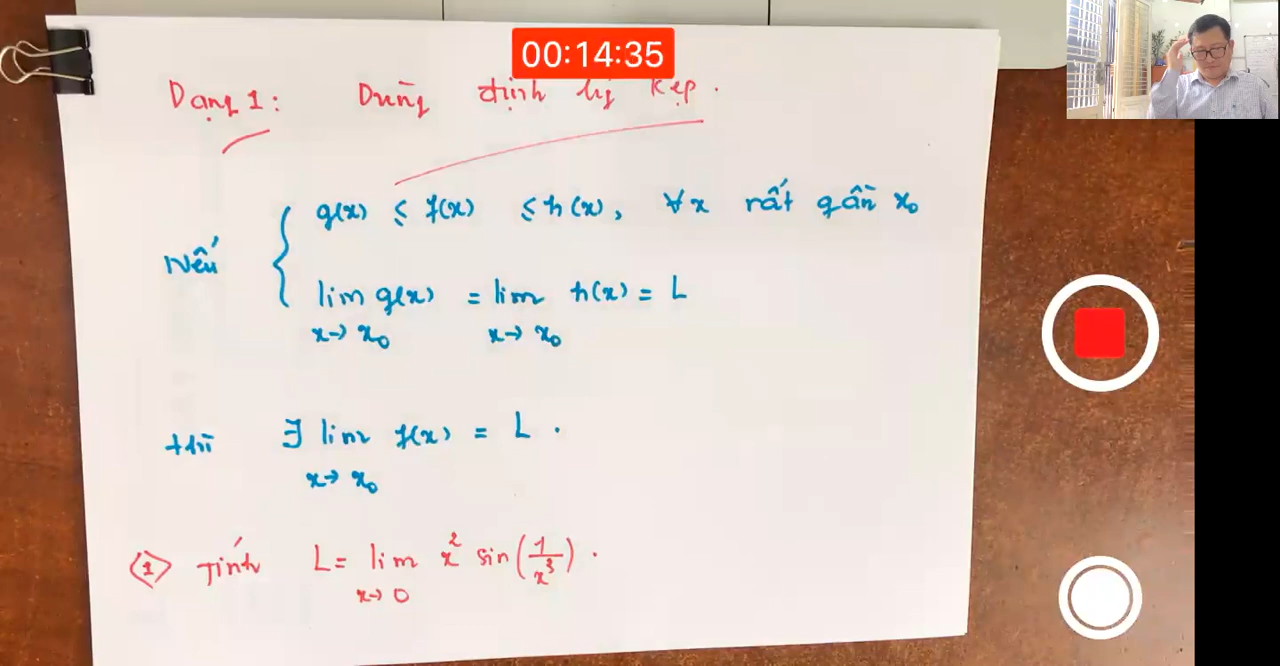 00:14:35
Dạng 1: Dùng định lý kẹp.
Nếu { g(x) ≤ f(x) ≤ h(x), ∀x rất gần x₀
lim g(x) = lim h(x) = L
x→x₀ x→x₀
thì ∃ lim f(x) = L.
x→x₀
① Tính L = lim x² sin(1/x³).
x→0